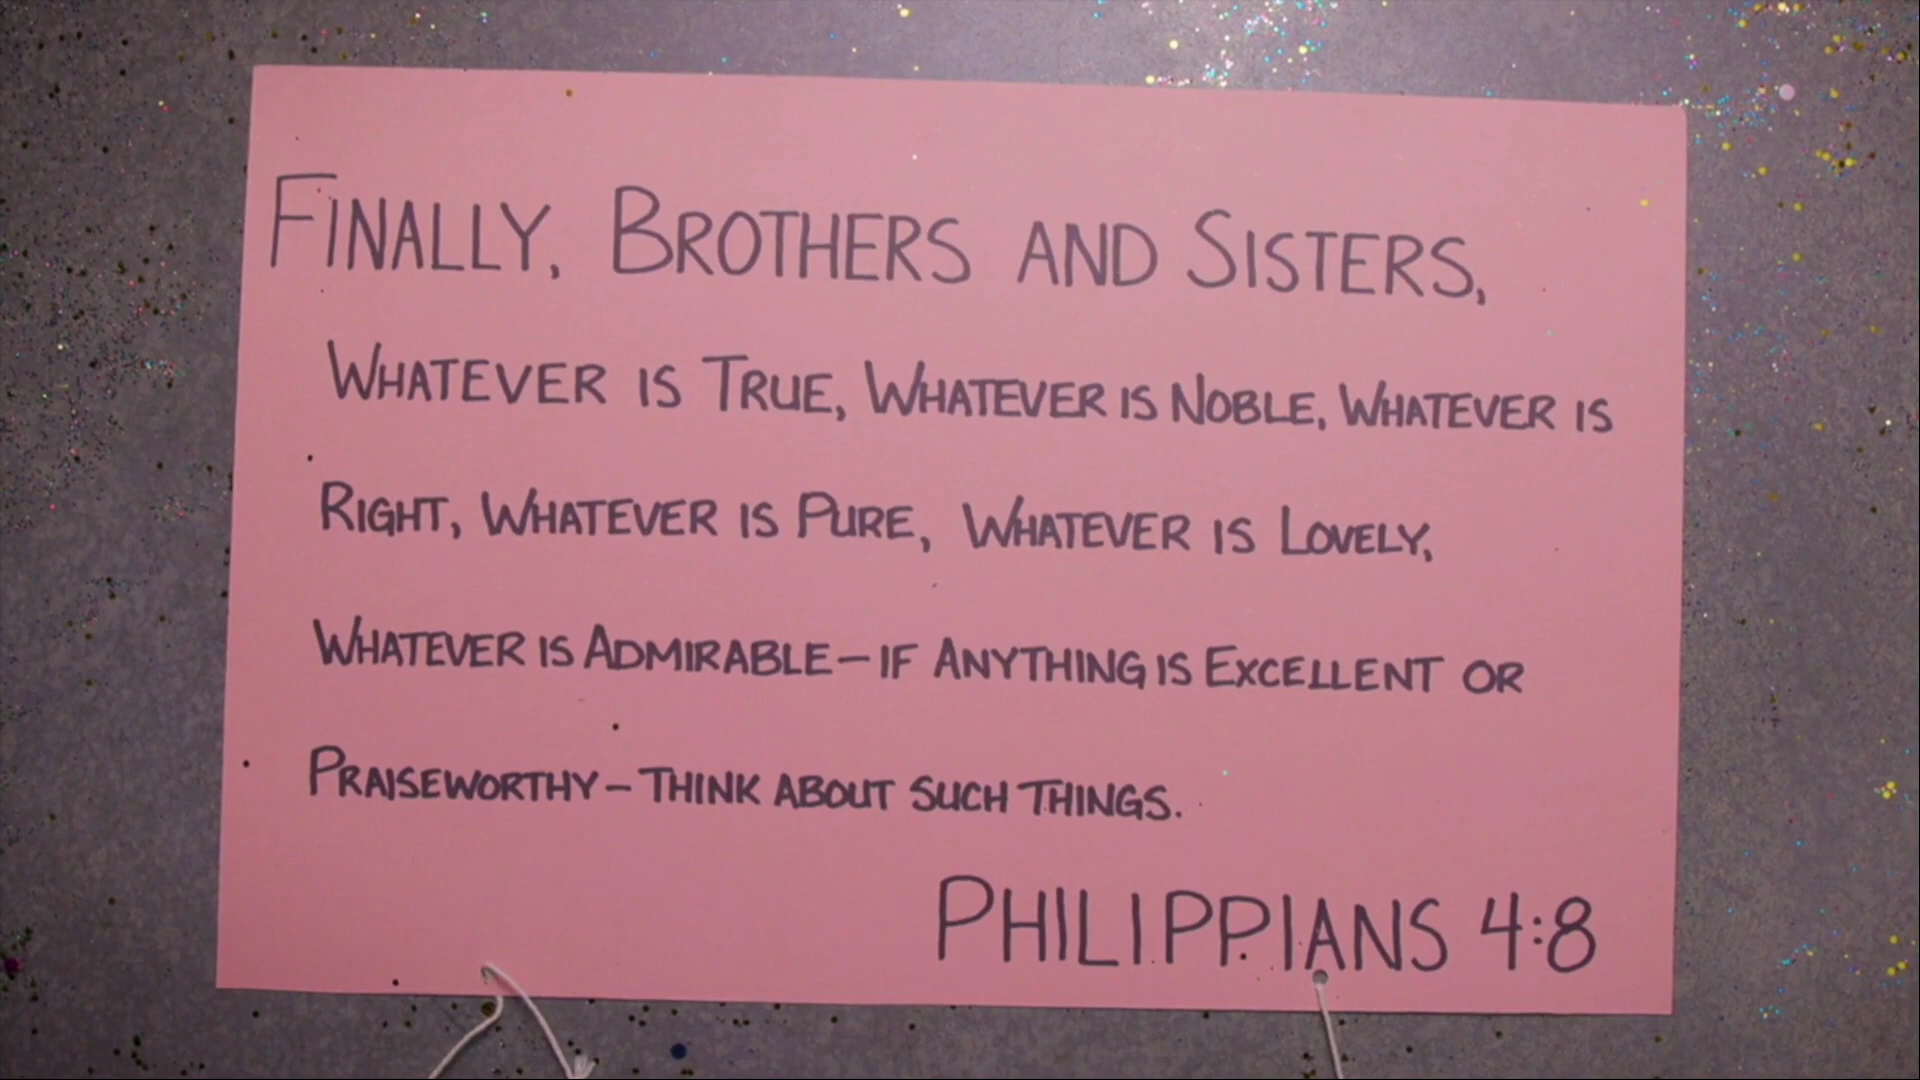 Finally, Brothers and Sisters,
Whatever is True, Whatever is Noble, Whatever is
Right, Whatever is Pure, Whatever is Lovely,
Whatever is Admirable – if Anything is Excellent or
Praiseworthy – think about such things.
Philippians 4:8